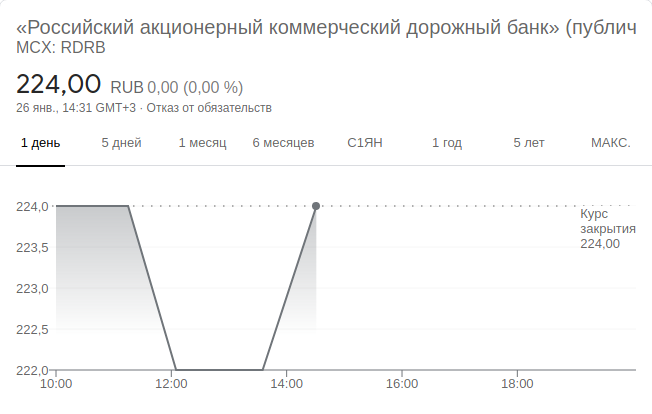 «Российский акционерный коммерческий дорожный банк» (публич
MCX: RDRB
224,00 RUB 0,00 (0,00 %)
26 янв., 14:31 GMT+3 · Отказ от обязательств
1 день 5 дней 1 месяц 6 месяцев С1ЯН 1 год 5 лет МАКС.
224,0
223,5
223,0
222,5
222,0
Курс
закрытия
224,00
10:00 12:00 14:00 16:00 18:00